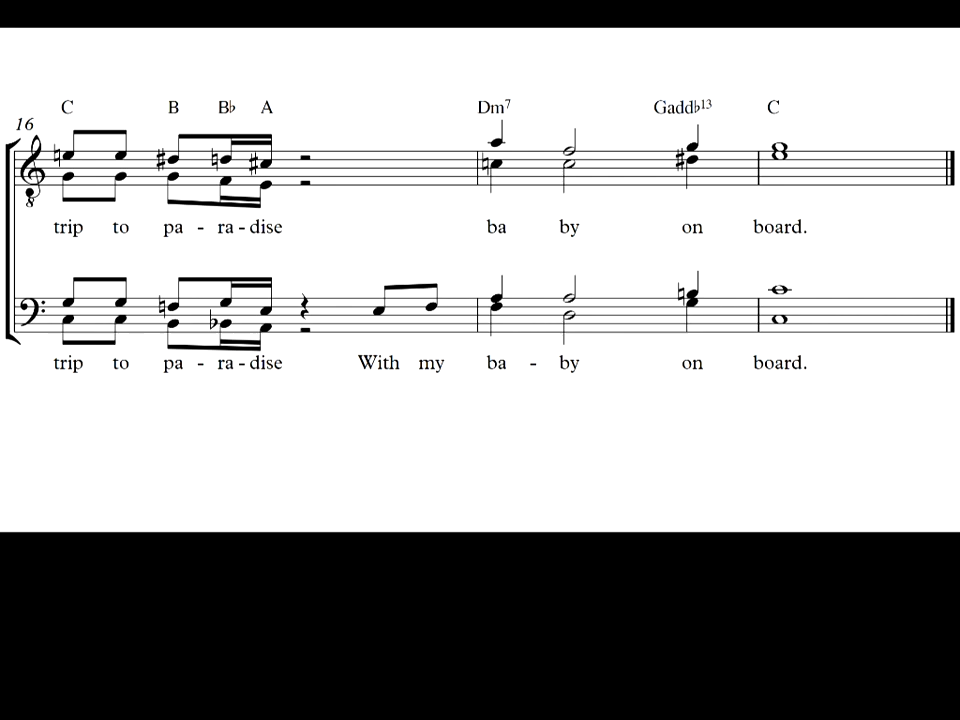 C B B♭ A Dm7 Gadd♭13 C
16
8
trip to pa - ra - dise ba by on board.
trip to pa - ra - dise With my ba - by on board.